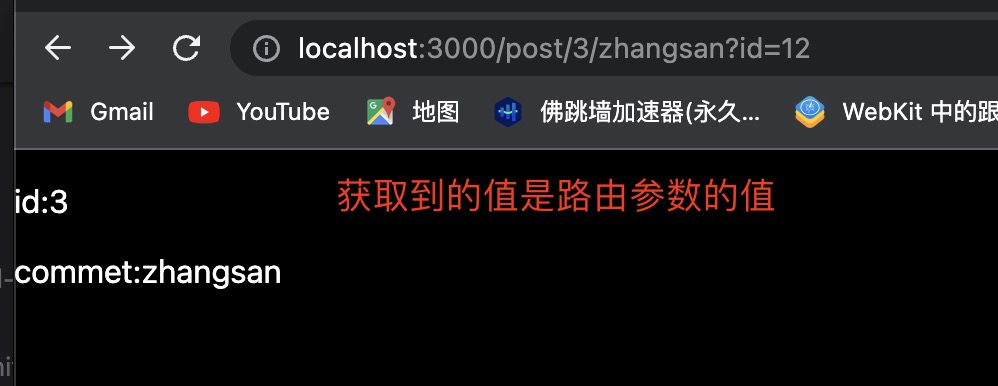 localhost:3000/post/3/zhangsan?id=12
Gmail YouTube 地图 佛跳墙加速器(永久... WebKit 中的跟
id:3 获取到的值是路由参数的值
commet:zhangsan